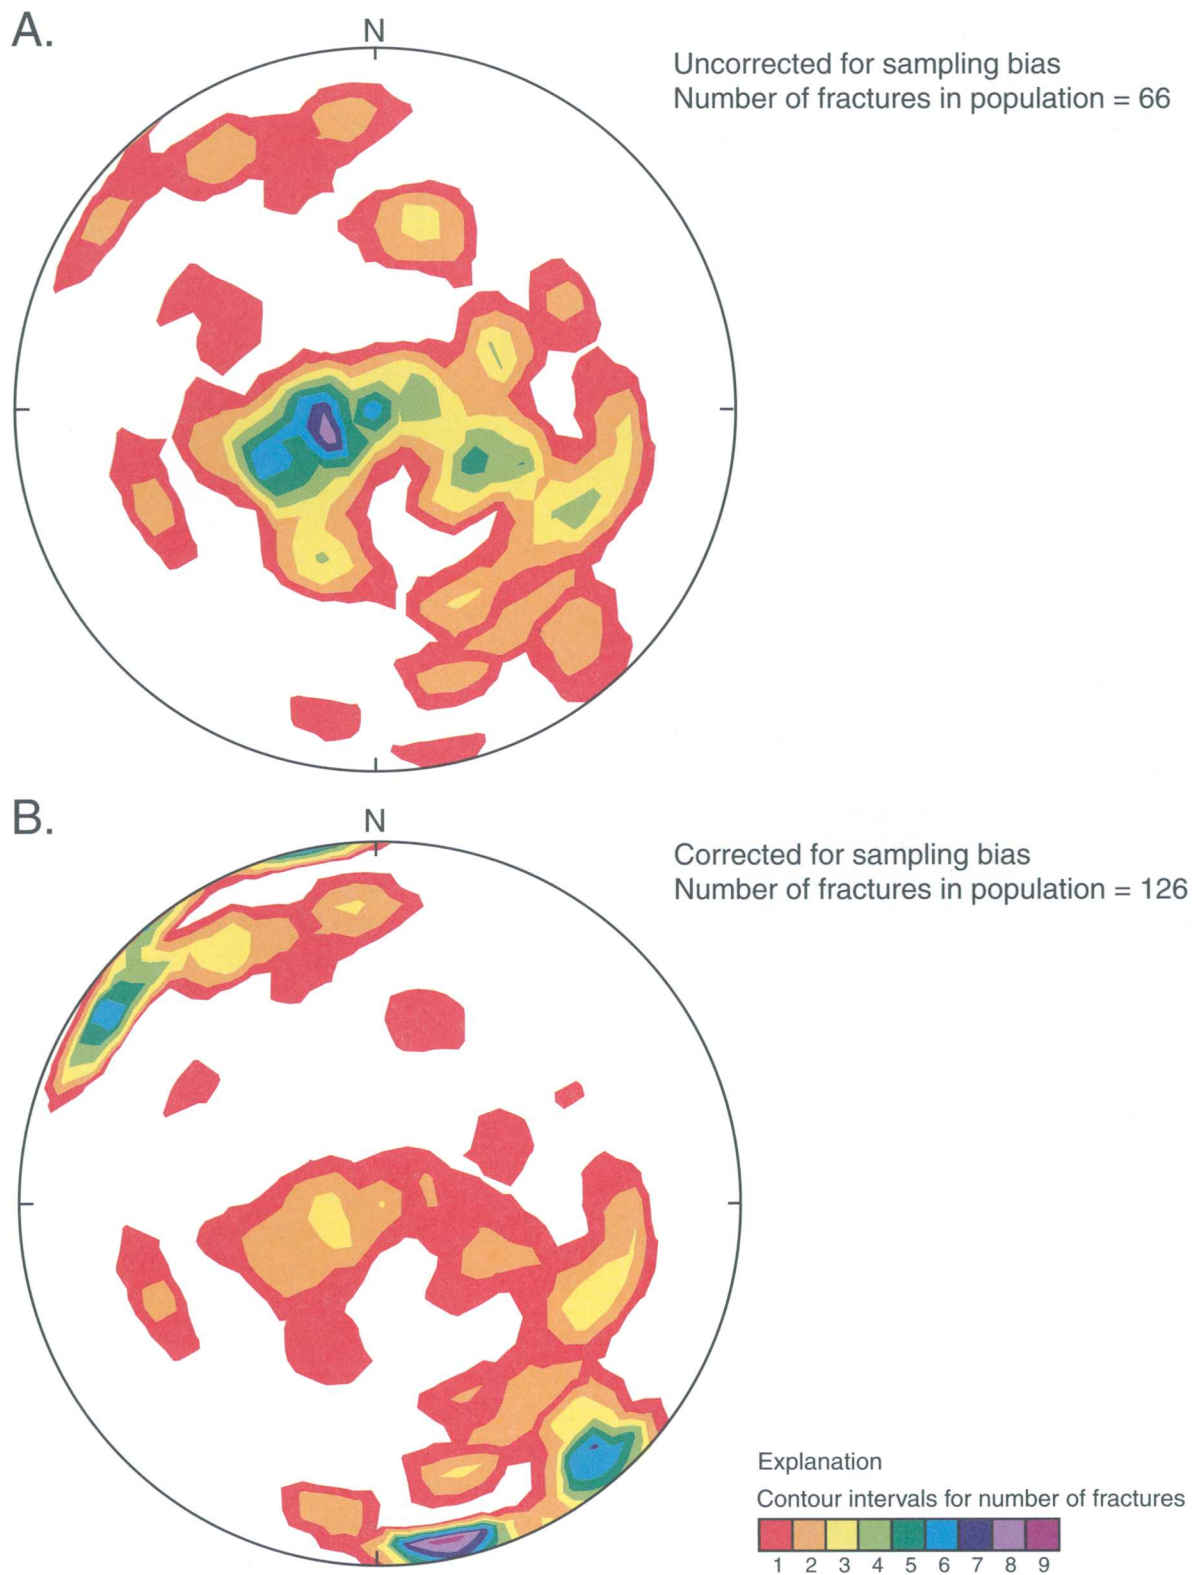 A.
N
Uncorrected for sampling bias
Number of fractures in population = 66
B.
N
Corrected for sampling bias
Number of fractures in population = 126
Explanation
Contour intervals for number of fractures
1 2 3 4 5 6 7 8 9